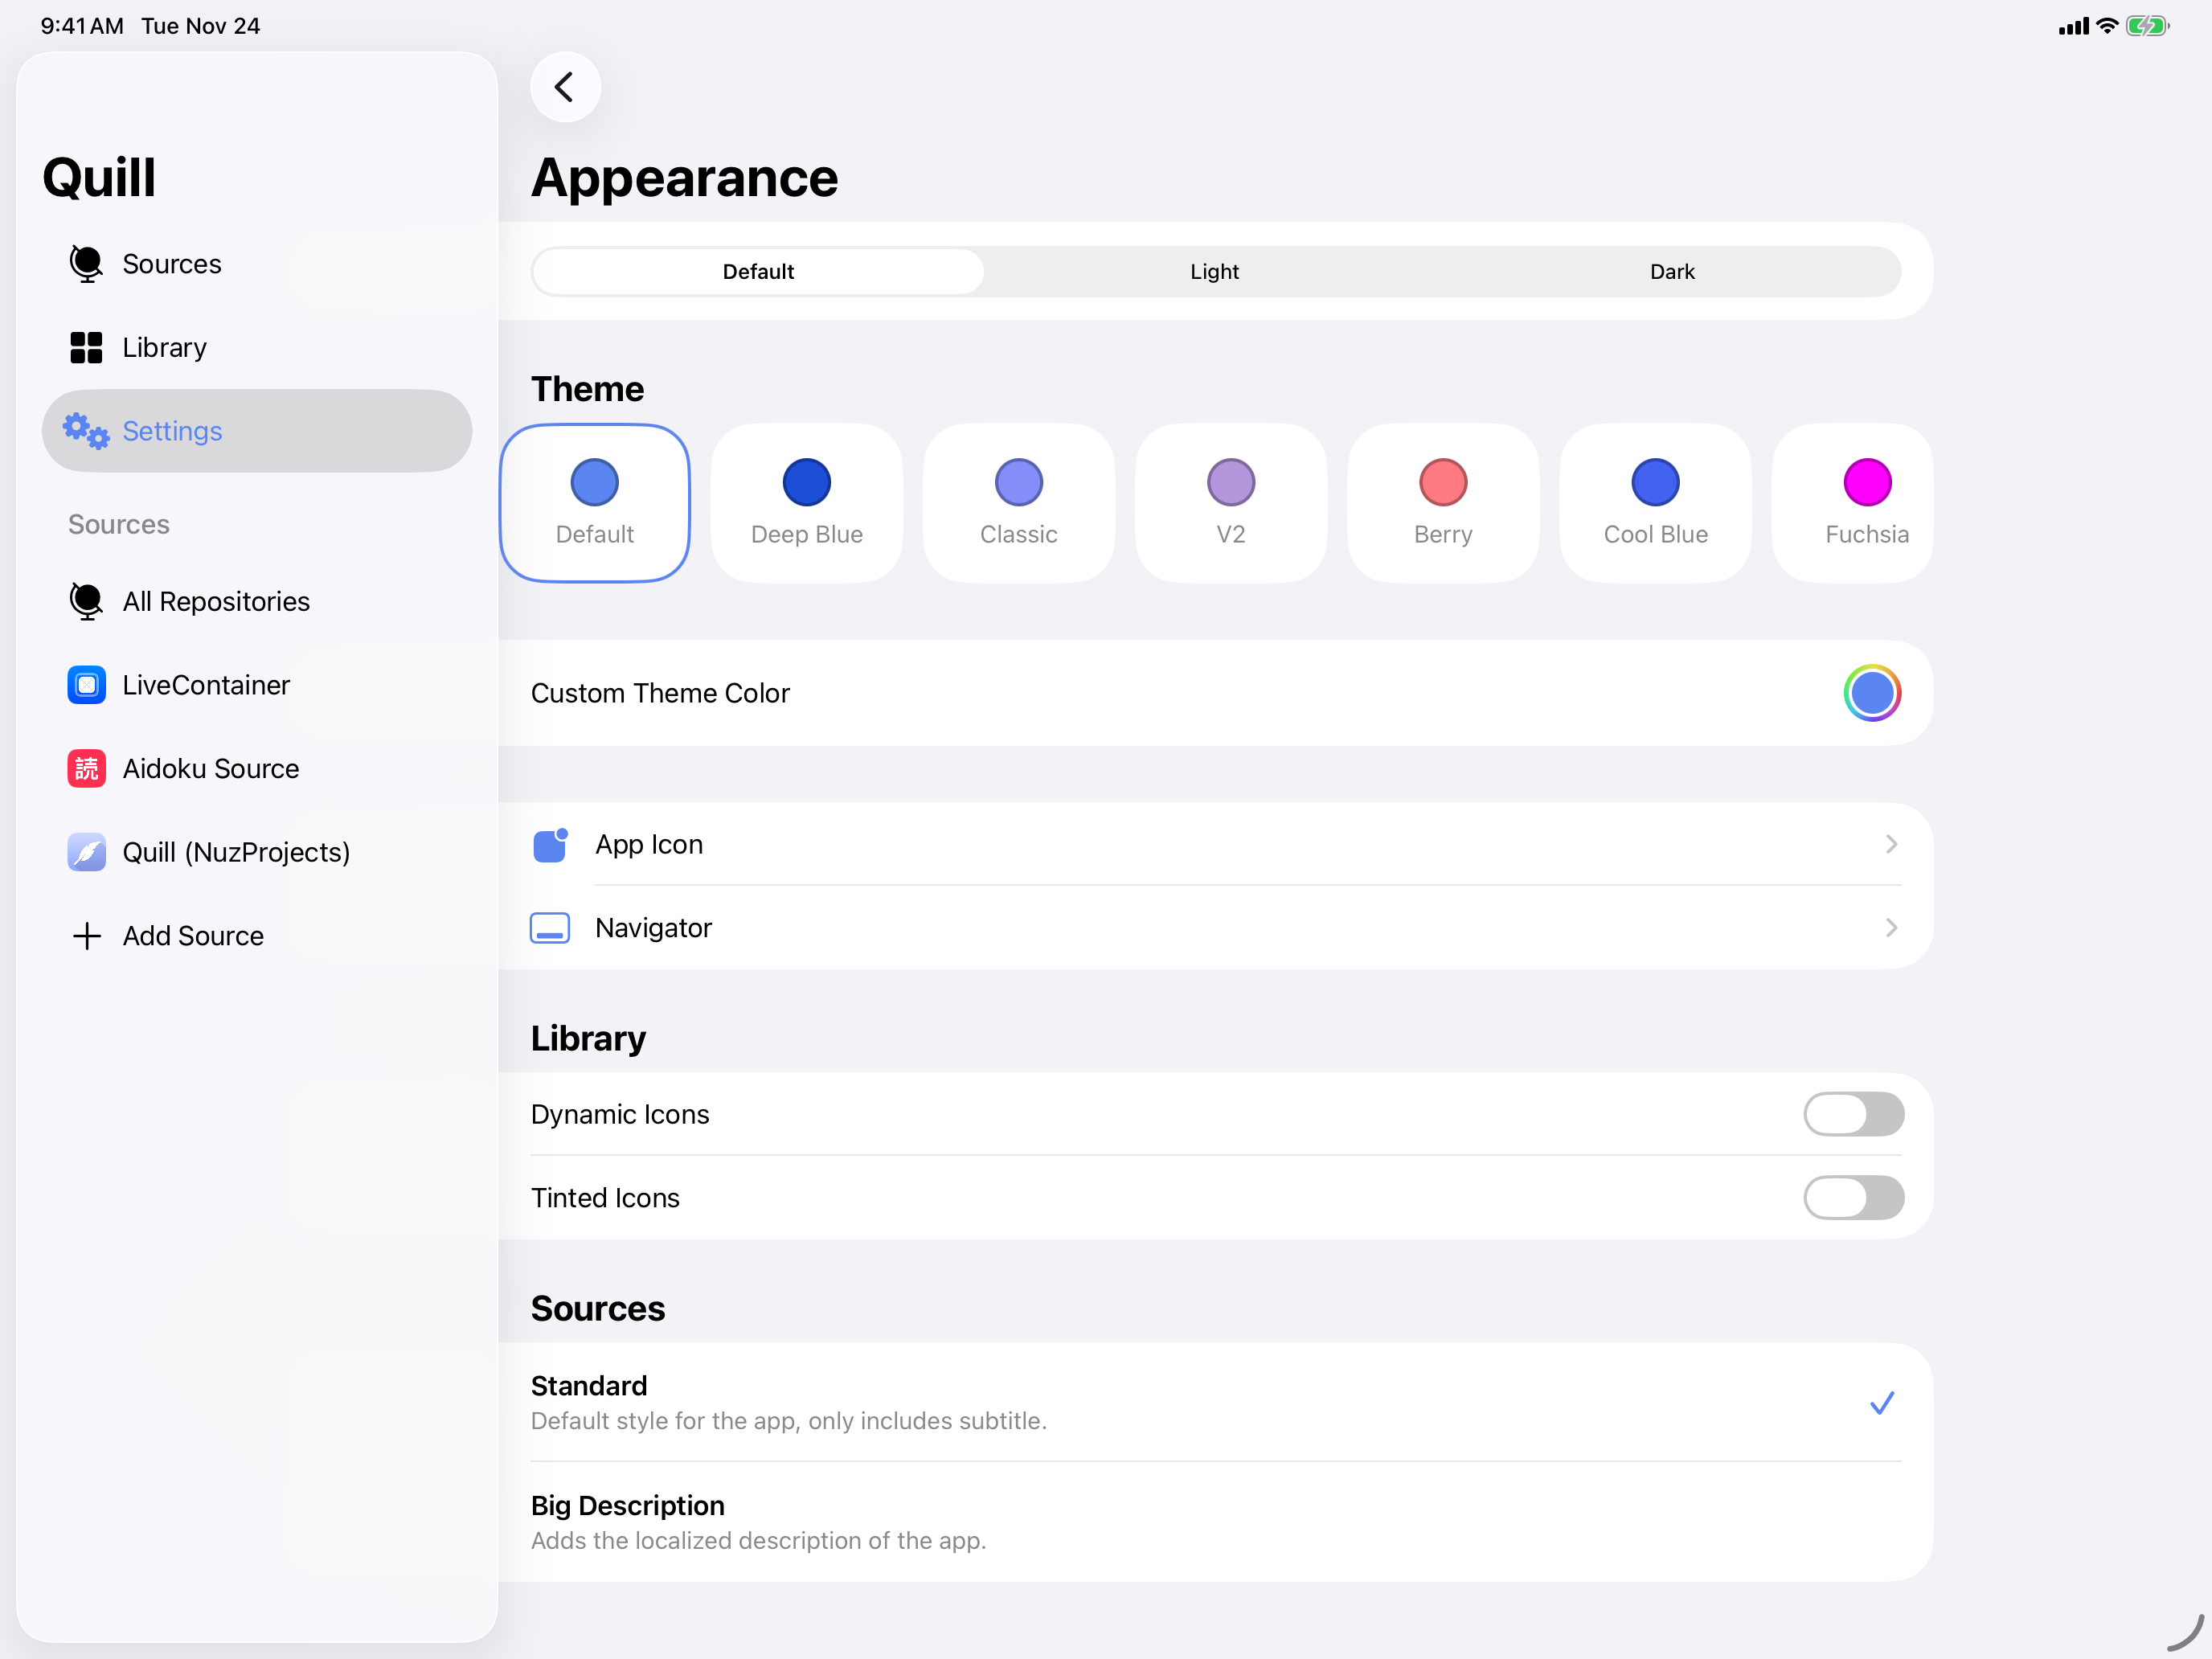 9:41 AM Tue Nov 24
Quill
Sources
Library
Settings
Sources
All Repositories
LiveContainer
読
Aidoku Source
Quill (NuzProjects)
Add Source
Appearance
Default
Light
Dark
Theme
Default
Deep Blue
Classic
V2
Berry
Cool Blue
Fuchsia
Custom Theme Color
App Icon
Navigator
Library
Dynamic Icons
Tinted Icons
Sources
Standard
Default style for the app, only includes subtitle.
Big Description
Adds the localized description of the app.